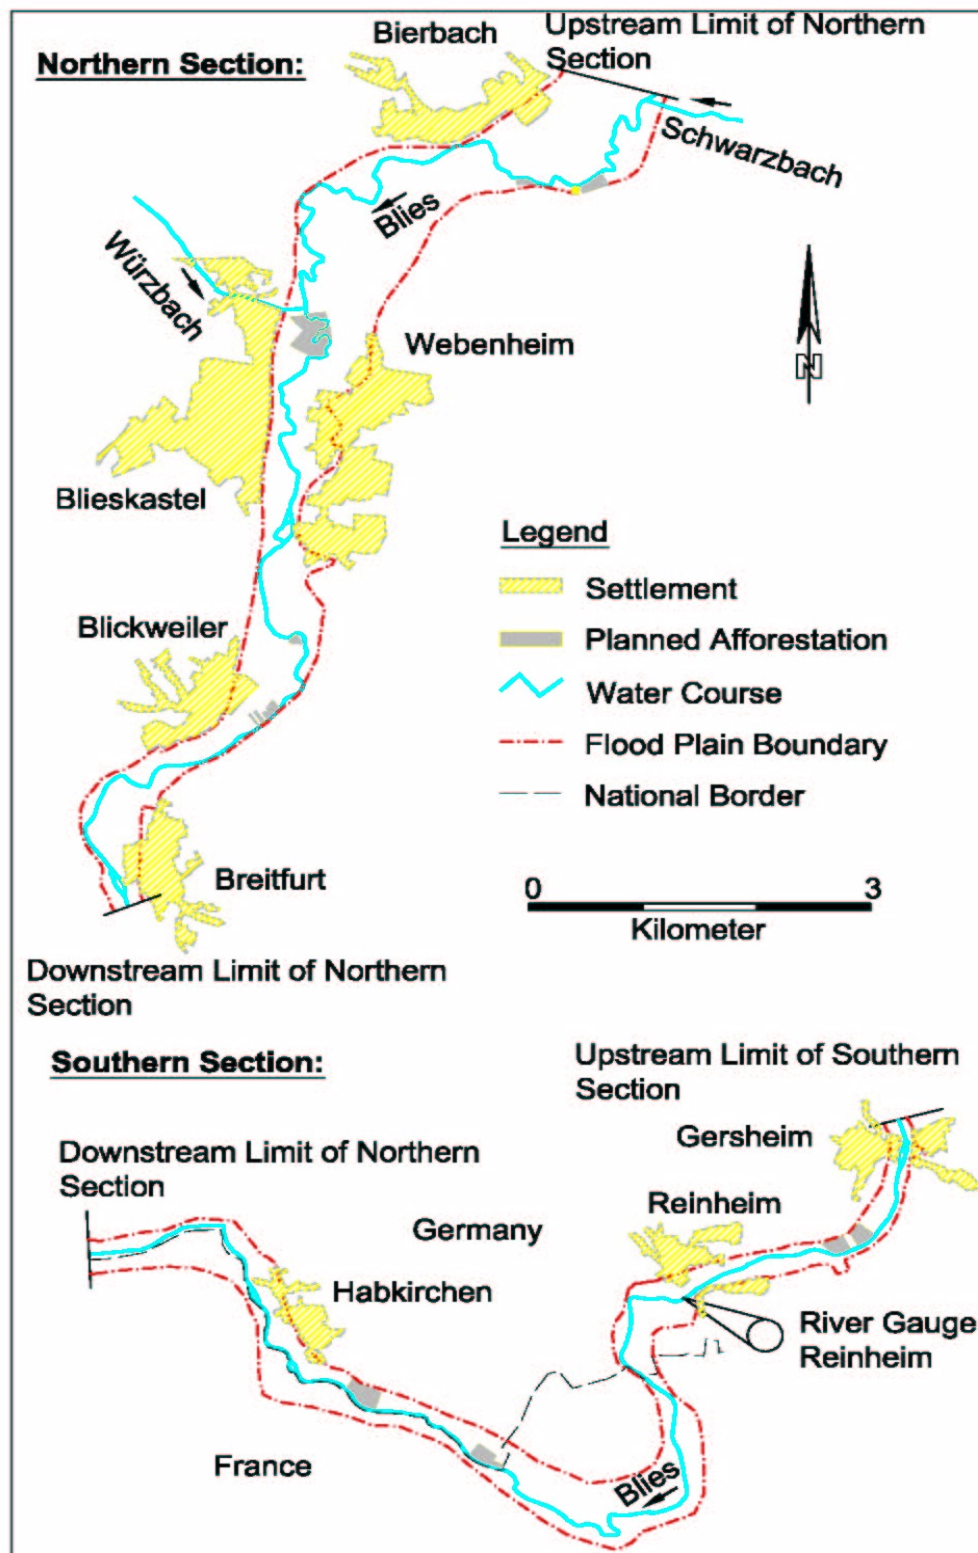 Northern Section:
Bierbach
Upstream Limit of Northern
Section
Schwarzbach
Blies
Würzbach
N
Webenheim
Blieskastel
Legend
Settlement
Planned Afforestation
Water Course
Flood Plain Boundary
National Border
Blickweiler
Breitfurt
0 3
Kilometer
Downstream Limit of Northern
Section
Southern Section:
Upstream Limit of Southern
Section
Gersheim
Downstream Limit of Northern
Section
Reinheim
Germany
Habkirchen
River Gauge
Reinheim
France
Blies